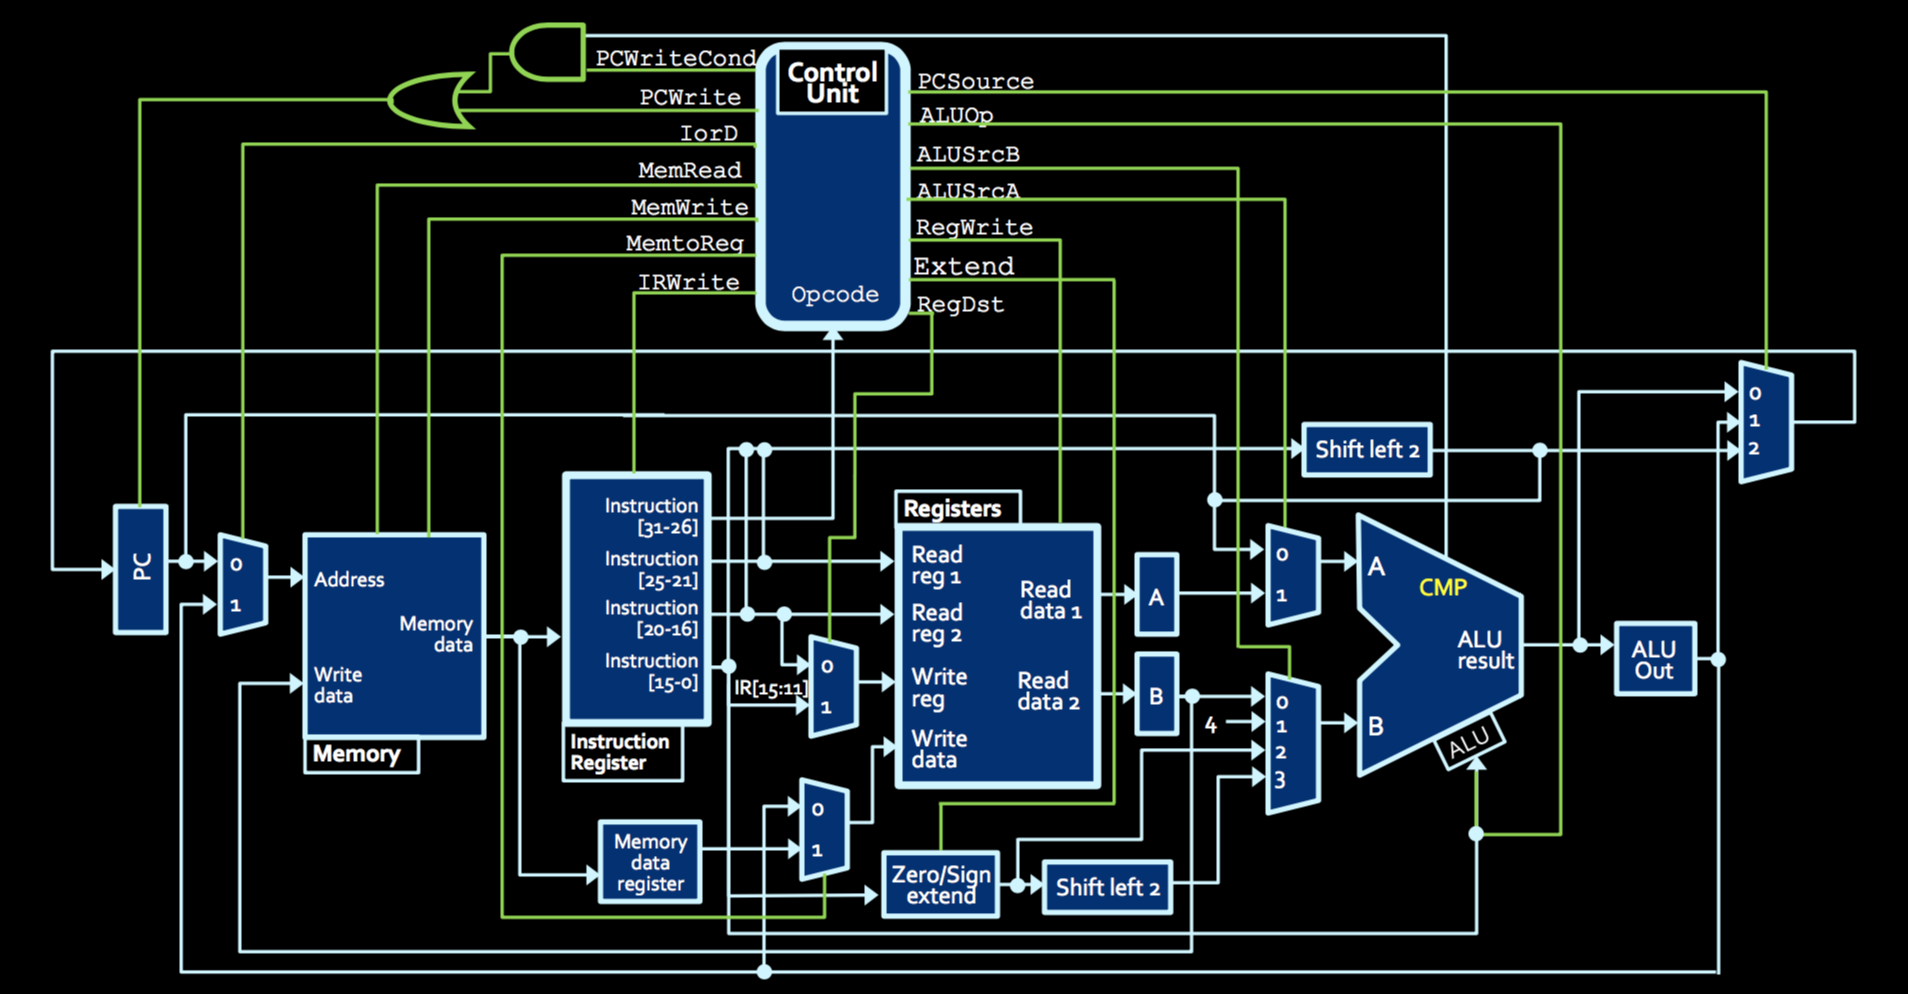 PCWriteCond
PCWrite
IorD
MemRead
MemWrite
MemtoReg
IRWrite
Control
Unit
Opcode
PCSource
ALUOp
ALUSrcB
ALUSrcA
RegWrite
Extend
RegDst
PC
0
1
Address
Memory
data
Write
data
Memory
Instruction
[31-26]
Instruction
[25-21]
Instruction
[20-16]
Instruction
[15-0]
Instruction
Register
IR[15:11]
0
1
Memory
data
register
0
1
Registers
Read
reg 1
Read
reg 2
Write
reg
Write
data
Read
data 1
Read
data 2
Zero/Sign
extend
Shift left 2
A
B
4
0
1
0
1
2
3
Shift left 2
A
B
CMP
ALU
result
ALU
ALU
Out
0
1
2